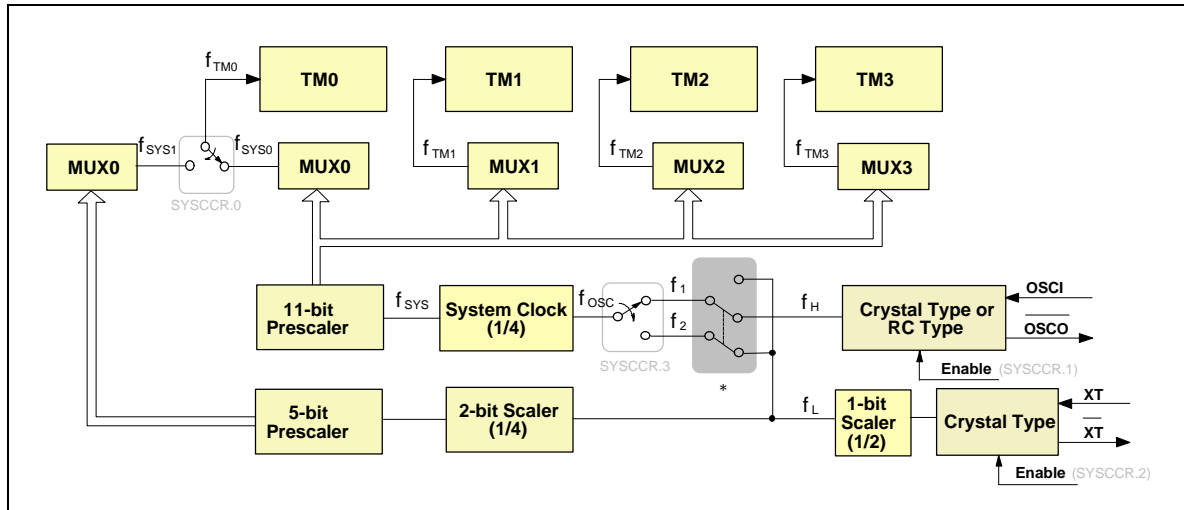 TM0
TM1
TM2
TM3
fTM0
fSYS1
fSYS0
fTM1
fTM2
fTM3
MUX0
MUX0
MUX1
MUX2
MUX3
SYSCCR.0
11-bit
Prescaler
fSYS
System Clock
(1/4)
fOSC
f1
f2
SYSCCR.3
*
fH
Crystal Type or
RC Type
OSCI
OSCO
Enable (SYSCCR.1)
5-bit
Prescaler
2-bit Scaler
(1/4)
fL
1-bit
Scaler
(1/2)
Crystal Type
XT
XT
Enable (SYSCCR.2)